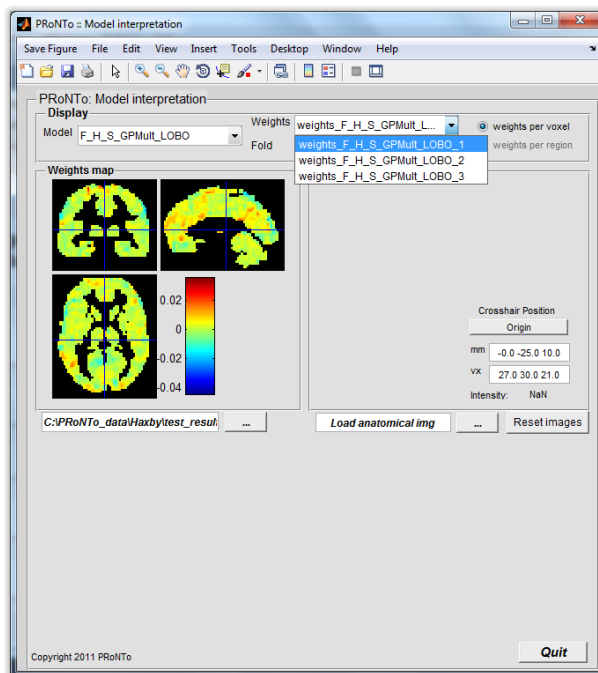 PRoNTo :: Model interpretation
Save Figure File Edit View Insert Tools Desktop Window Help
PRoNTo: Model interpretation
Display
Model F_H_S_GPMult_LOBO
Weights weights_F_H_S_GPMult_L...
weights per voxel
Fold
weights_F_H_S_GPMult_LOBO_1
weights_F_H_S_GPMult_LOBO_2
weights_F_H_S_GPMult_LOBO_3
weights per region
Weights map
0.02
0
-0.02
-0.04
Crosshair Position
Origin
mm -0.0 -25.0 10.0
vx 27.0 30.0 21.0
Intensity: NaN
C:\PRoNTo_data\Haxby\test_resul
...
Load anatomical img
...
Reset images
Copyright 2011 PRoNTo
Quit